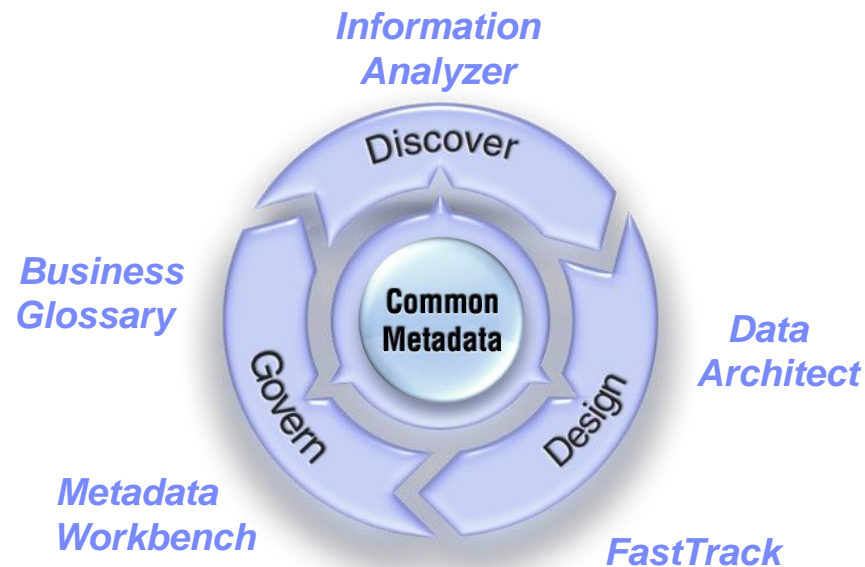 Information
Analyzer
Discover
Business
Glossary
Common
Metadata
Data
Architect
Govern
Design
Metadata
Workbench
FastTrack